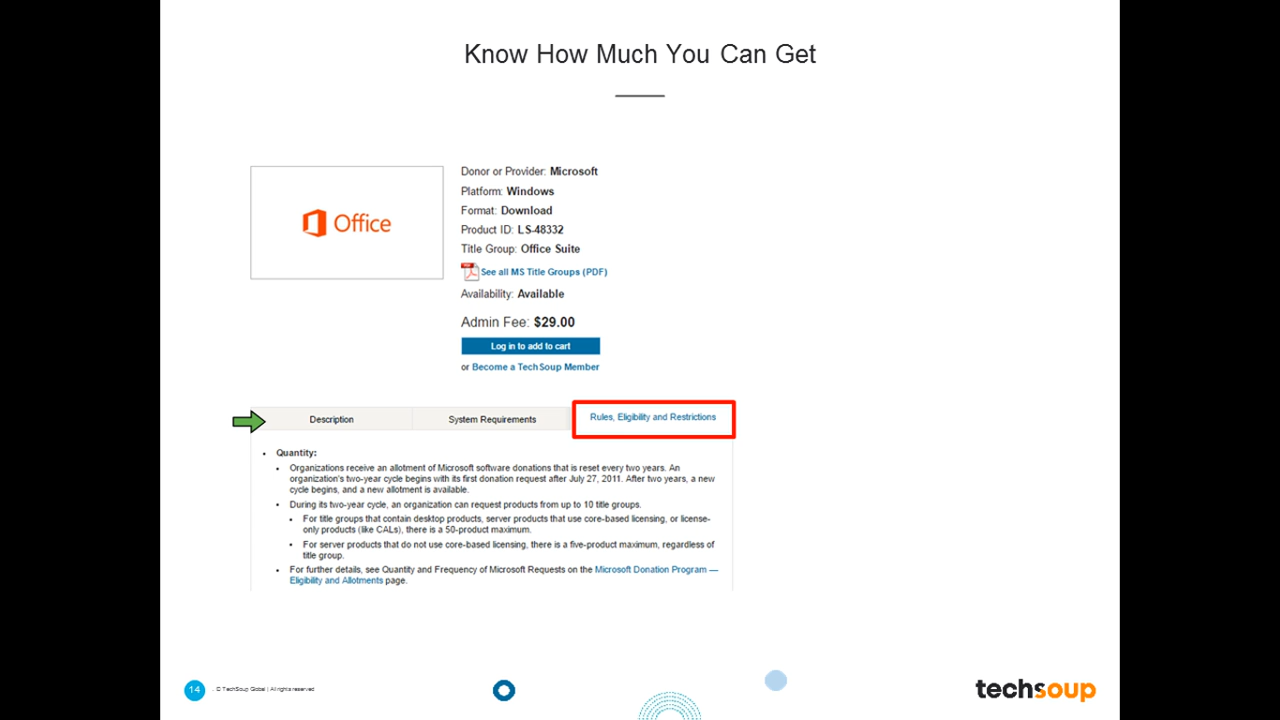 Know How Much You Can Get
Office
Donor or Provider: Microsoft
Platform: Windows
Format: Download
Product ID: LS-48332
Title Group: Office Suite
See all MS Title Groups (PDF)
Availability: Available
Admin Fee: $29.00
Log in to add to cart
or Become a TechSoup Member
Description
System Requirements
Rules, Eligibility and Restrictions
• Quantity:
• Organizations receive an allotment of Microsoft software donations that is reset every two years. An
organization's two-year cycle begins with its first donation request after July 27, 2011. After two years, a new
cycle begins, and a new allotment is available.
• During its two-year cycle, an organization can request products from up to 10 title groups.
• For title groups that contain desktop products, server products that use core-based licensing, or license-
only products (like CALs), there is a 50-product maximum.
• For server products that do not use core-based licensing, there is a five-product maximum, regardless of
title group.
• For further details, see Quantity and Frequency of Microsoft Requests on the Microsoft Donation Program —
Eligibility and Allotments page.
14
. © TechSoup Global | All rights reserved
techsoup